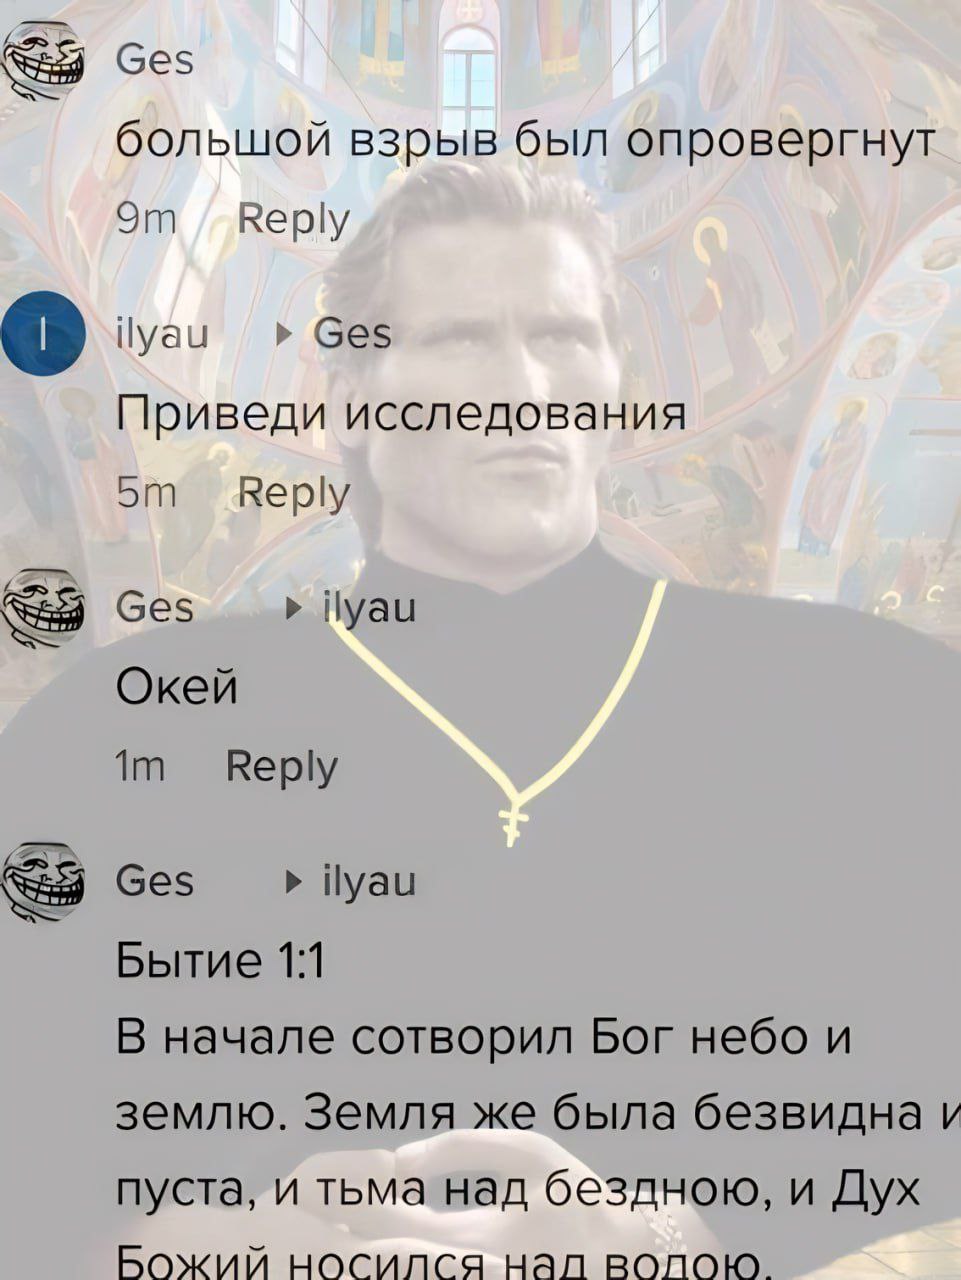 Ges
большой взрыв был опровергнут
9m Reply
I
ilyau ▸ Ges
Приведи исследования
5m Reply
Ges ▸ ilyau
Окей
1m Reply
Ges ▸ ilyau
Бытие 1:1
В начале сотворил Бог небо и
землю. Земля же была безвидна и
пуста, и тьма над бездною, и Дух
Божий носился над водою.